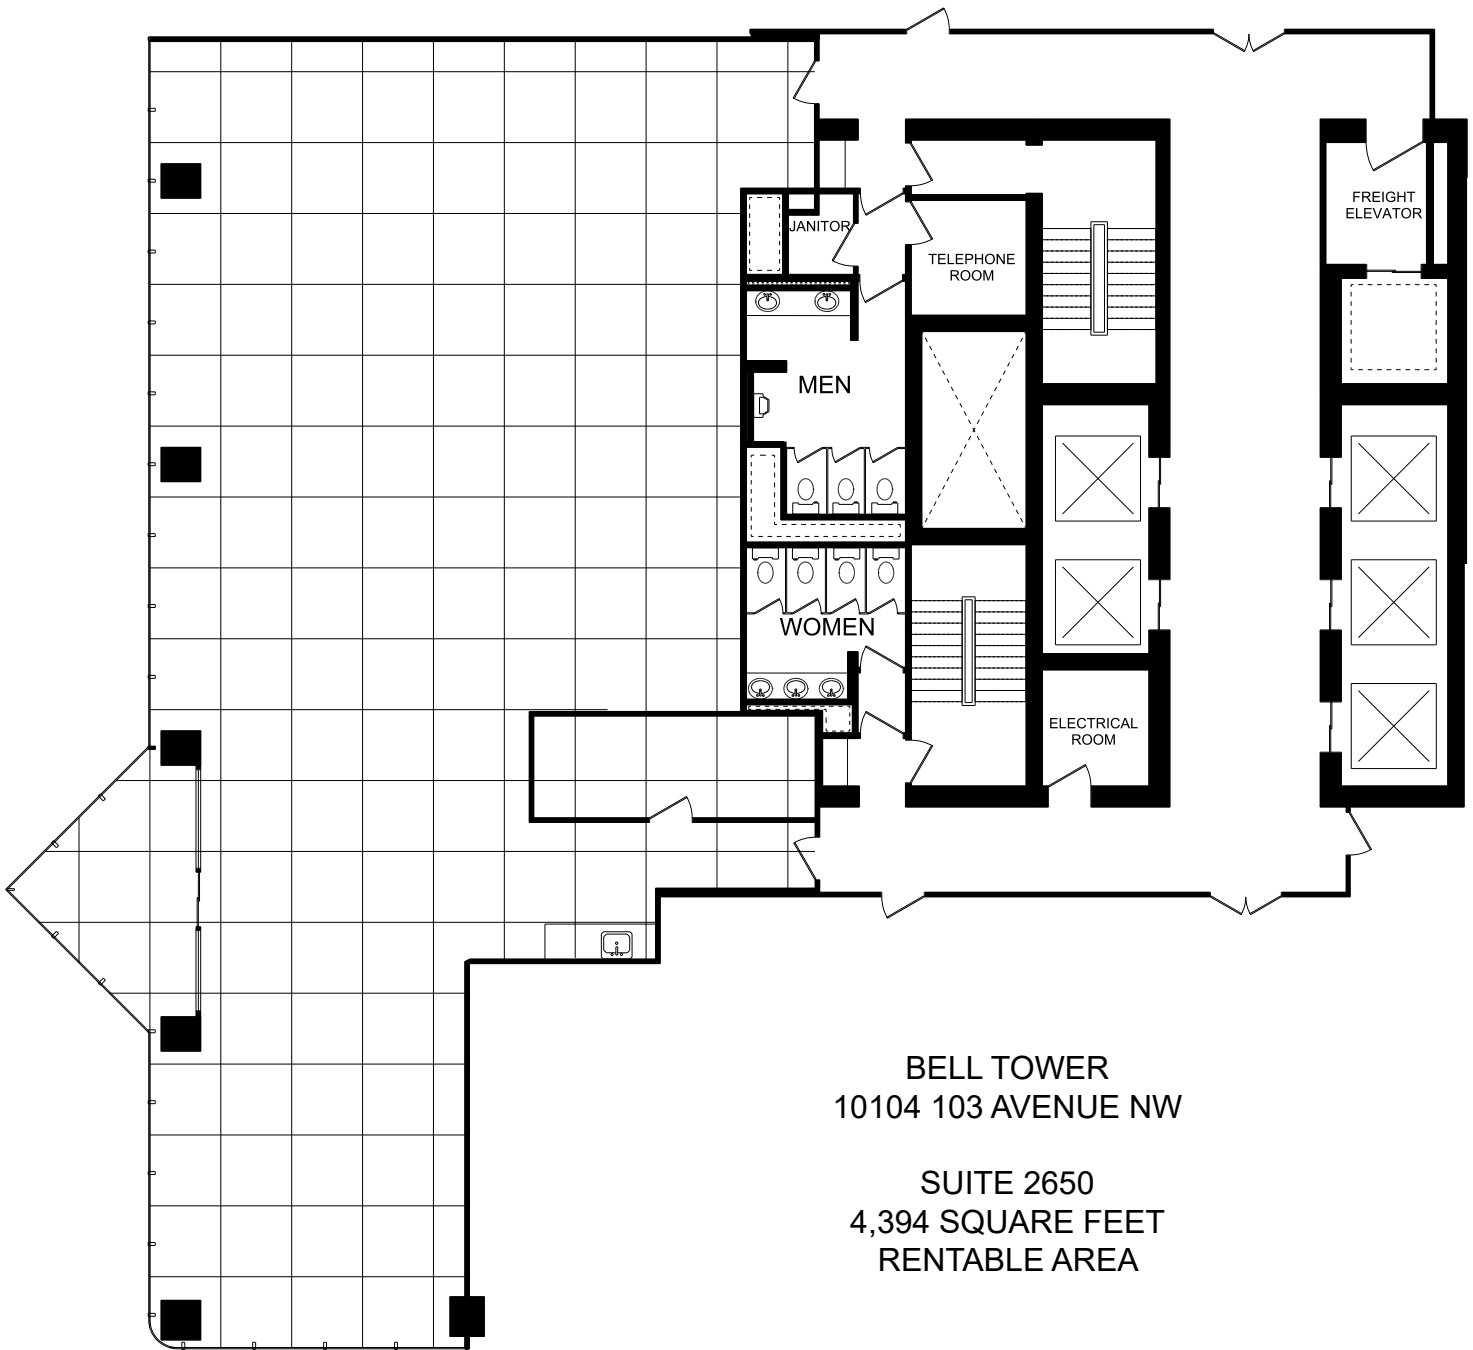 FREIGHT
ELEVATOR
JANITOR
TELEPHONE
ROOM
MEN
WOMEN
ELECTRICAL
ROOM
BELL TOWER
10104 103 AVENUE NW
SUITE 2650
4,394 SQUARE FEET
RENTABLE AREA